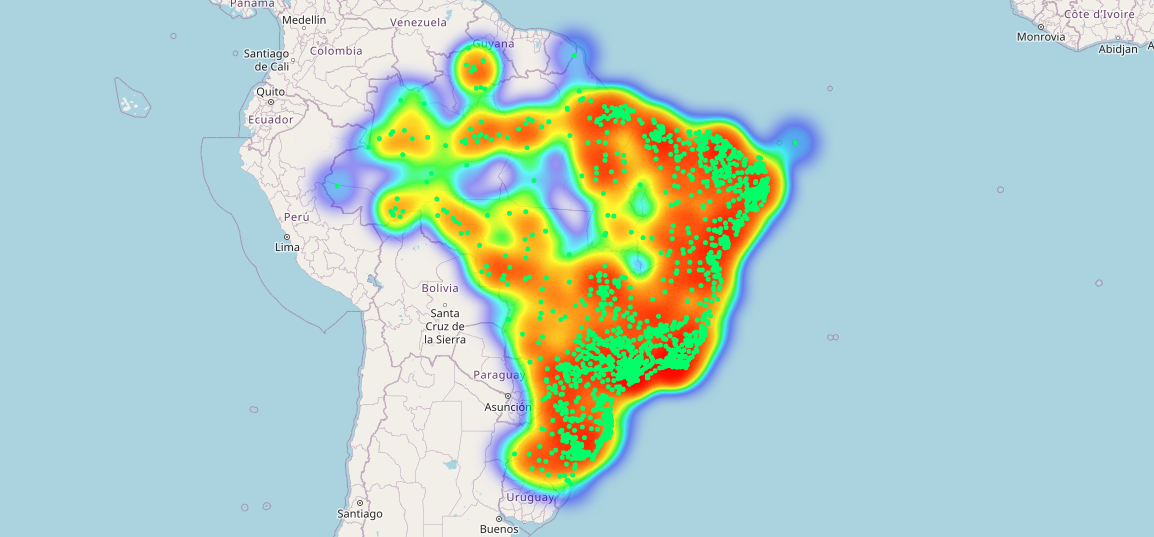 Panamá
Medellín
Venezuela
Guyana
Colombia
Santiago
de Cali
Quito
Ecuador
Côte d'Ivoire
Monrovia
Abidjan
A
Perú
Lima
Bolivia
Santa
Cruz de
la Sierra
Paraguay
Asunción
Uruguay
Santiago
Buenos